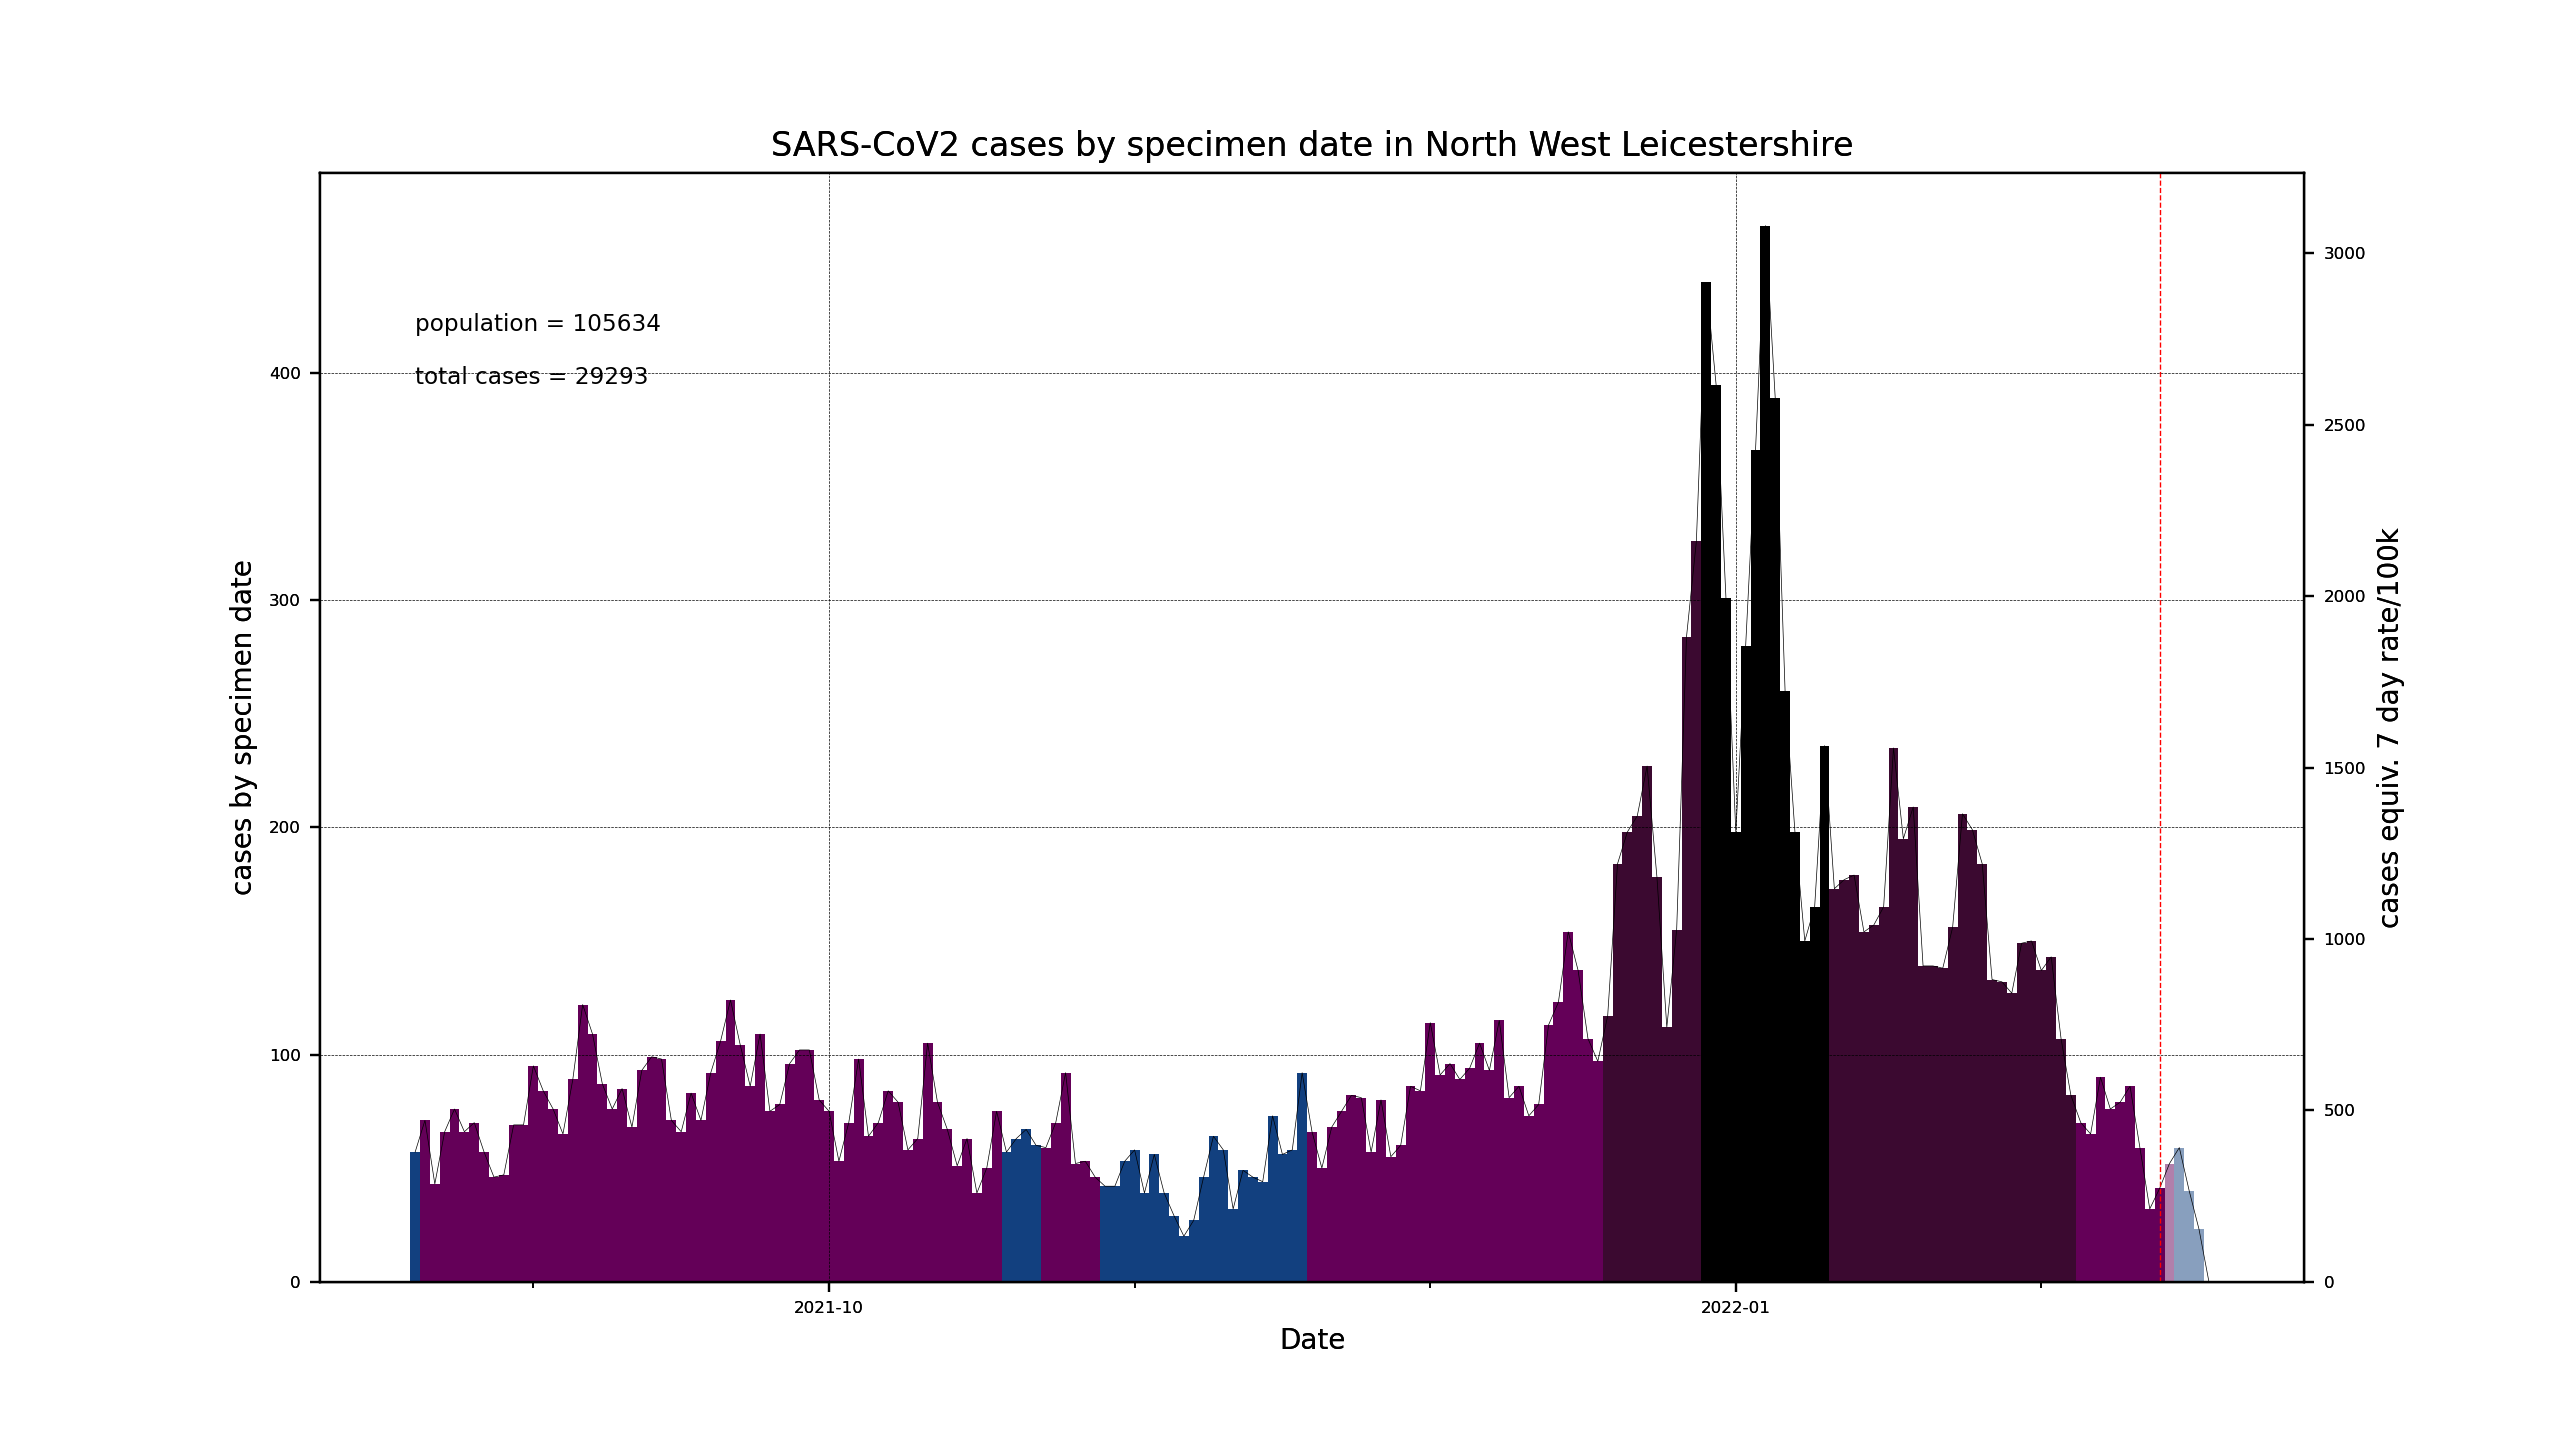 SARS-CoV2 cases by specimen date in North West Leicestershire
population = 105634
total cases = 29293
cases by specimen date
400
300
200
100
0
3000
2500
2000
1500
1000
500
0
cases equiv. 7 day rate/100k
2021-10
2022-01
Date